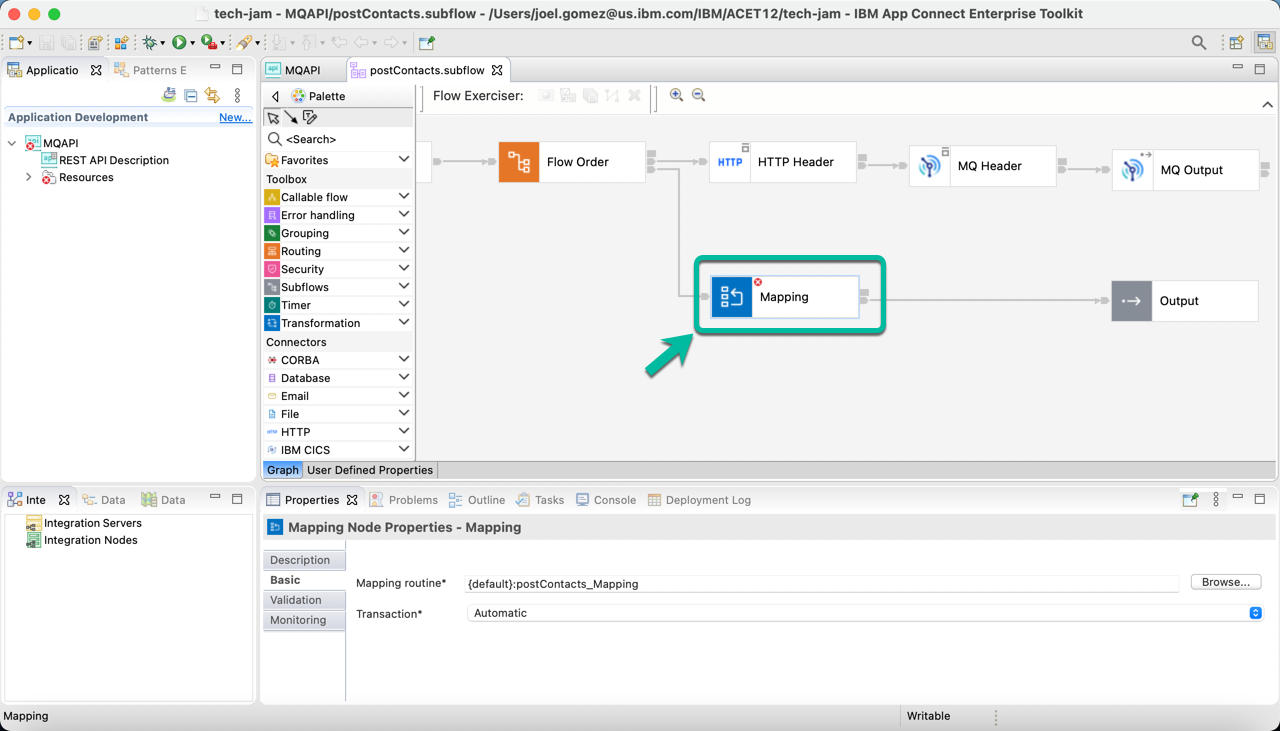 tech-jam - MQAPI/postContacts.subflow - /Users/joel.gomez@us.ibm.com/IBM/ACET12/tech-jam - IBM App Connect Enterprise Toolkit
Applicatio
Patterns E
Application Development
New...
MQAPI
REST API Description
Resources
MQAPI
postContacts.subflow
Palette
<Search>
Favorites
Toolbox
Callable flow
Error handling
Grouping
Routing
Security
Subflows
Timer
Transformation
Connectors
CORBA
Database
Email
File
HTTP
IBM CICS
Flow Exerciser:
Flow Order
HTTP
HTTP Header
MQ Header
MQ Output
Mapping
Output
Graph
User Defined Properties
Inte
Data
Data
Integration Servers
Integration Nodes
Properties
Problems
Outline
Tasks
Console
Deployment Log
Mapping Node Properties - Mapping
Description
Basic
Validation
Monitoring
Mapping routine*
{default}:postContacts_Mapping
Browse...
Transaction*
Automatic
Mapping
Writable